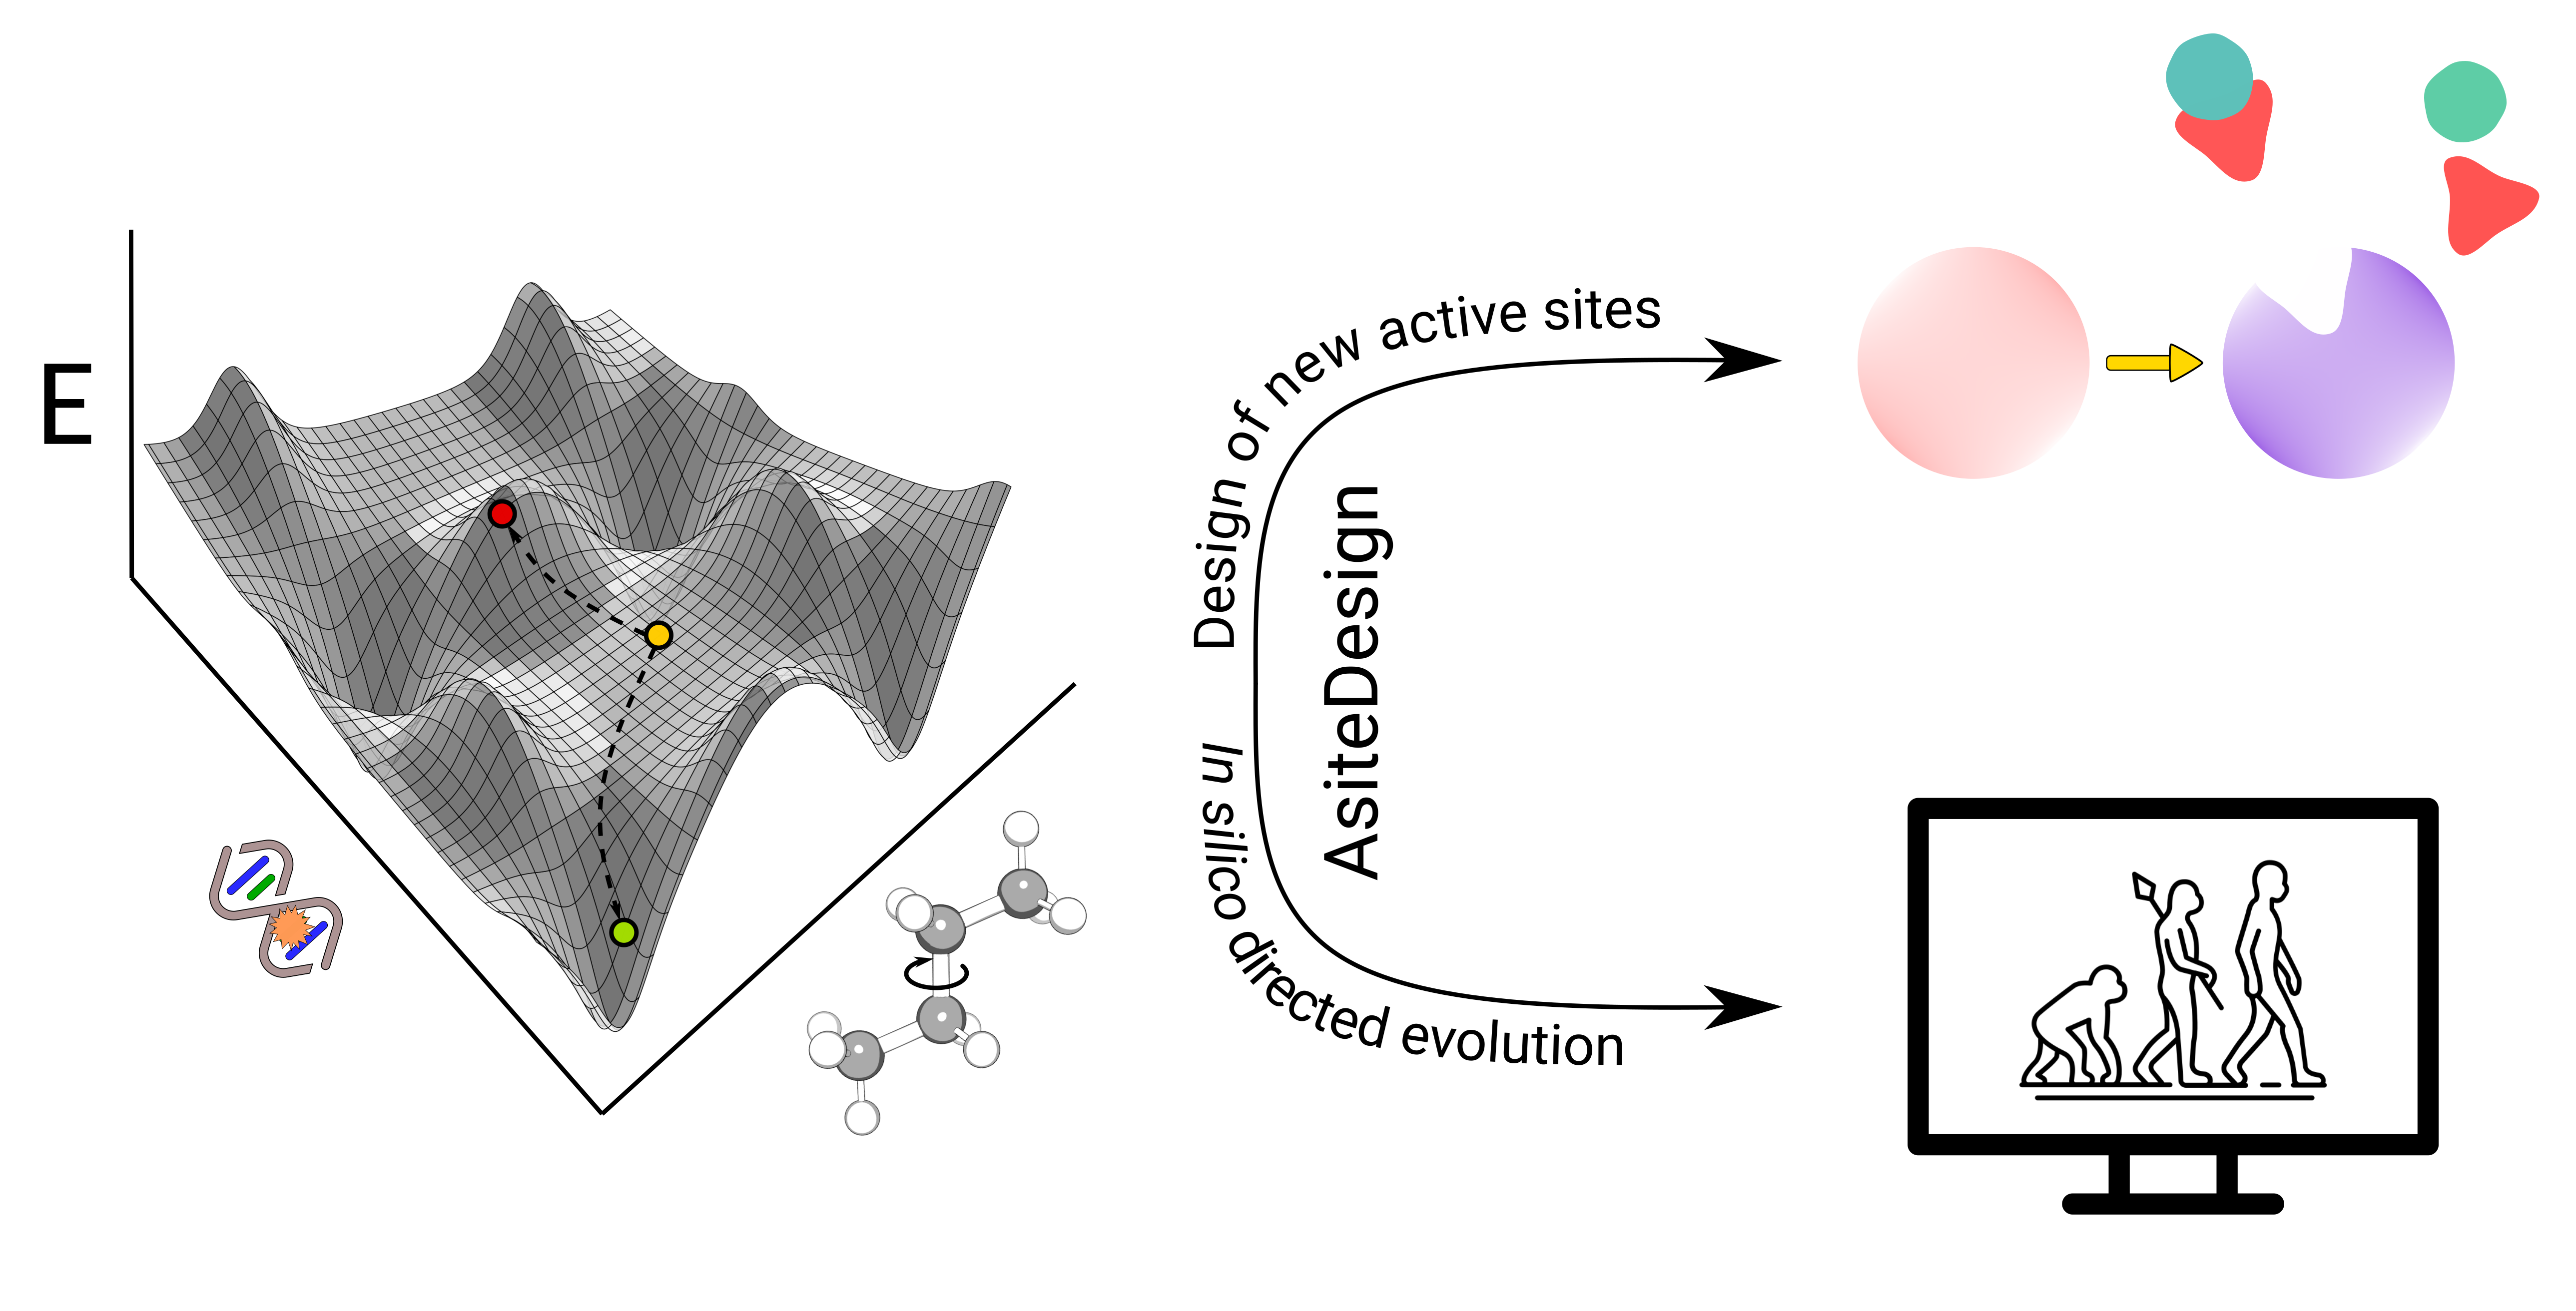 E
Design of new active sites
AsiteDesign
In silico directed evolution